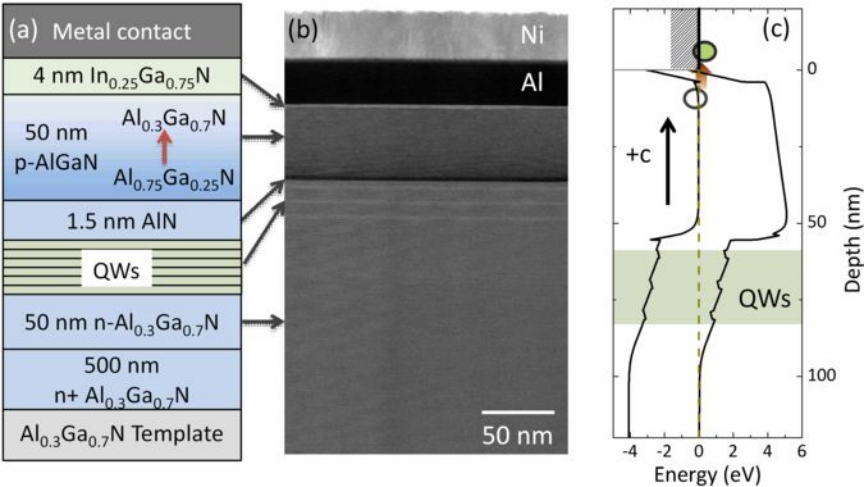 (a)
Metal contact
4 nm In₀.₂₅Ga₀.₇₅N
50 nm
p-AlGaN
Al₀.₃Ga₀.₇N
Al₀.₇₅Ga₀.₂₅N
1.5 nm AlN
QWs
50 nm n-Al₀.₃Ga₀.₇N
500 nm
n+ Al₀.₃Ga₀.₇N
Al₀.₃Ga₀.₇N Template
(b)
Ni
Al
50 nm
(c)
+c
QWs
0
50
100
Depth (nm)
-4 -2 0 2 4 6
Energy (eV)